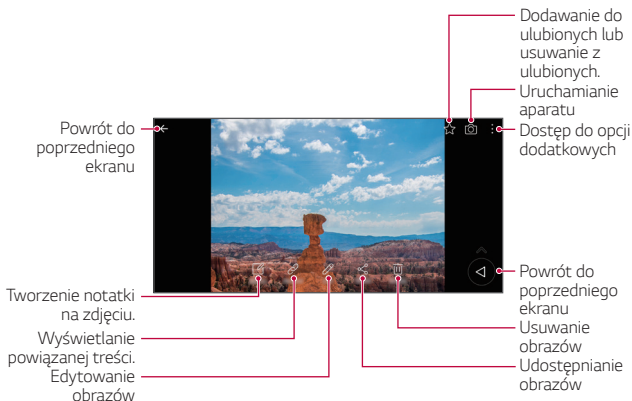 Dodawanie do
ulubionych lub
usuwanie z
ulubionych.
Uruchamianie
aparatu
Dostęp do opcji
dodatkowych
Powrót do
poprzedniego
ekranu
Powrót do
poprzedniego
ekranu
Usuwanie
obrazów
Udostępnianie
obrazów
Tworzenie notatki
na zdjęciu.
Wyświetlanie
powiązanej treści.
Edytowanie
obrazów